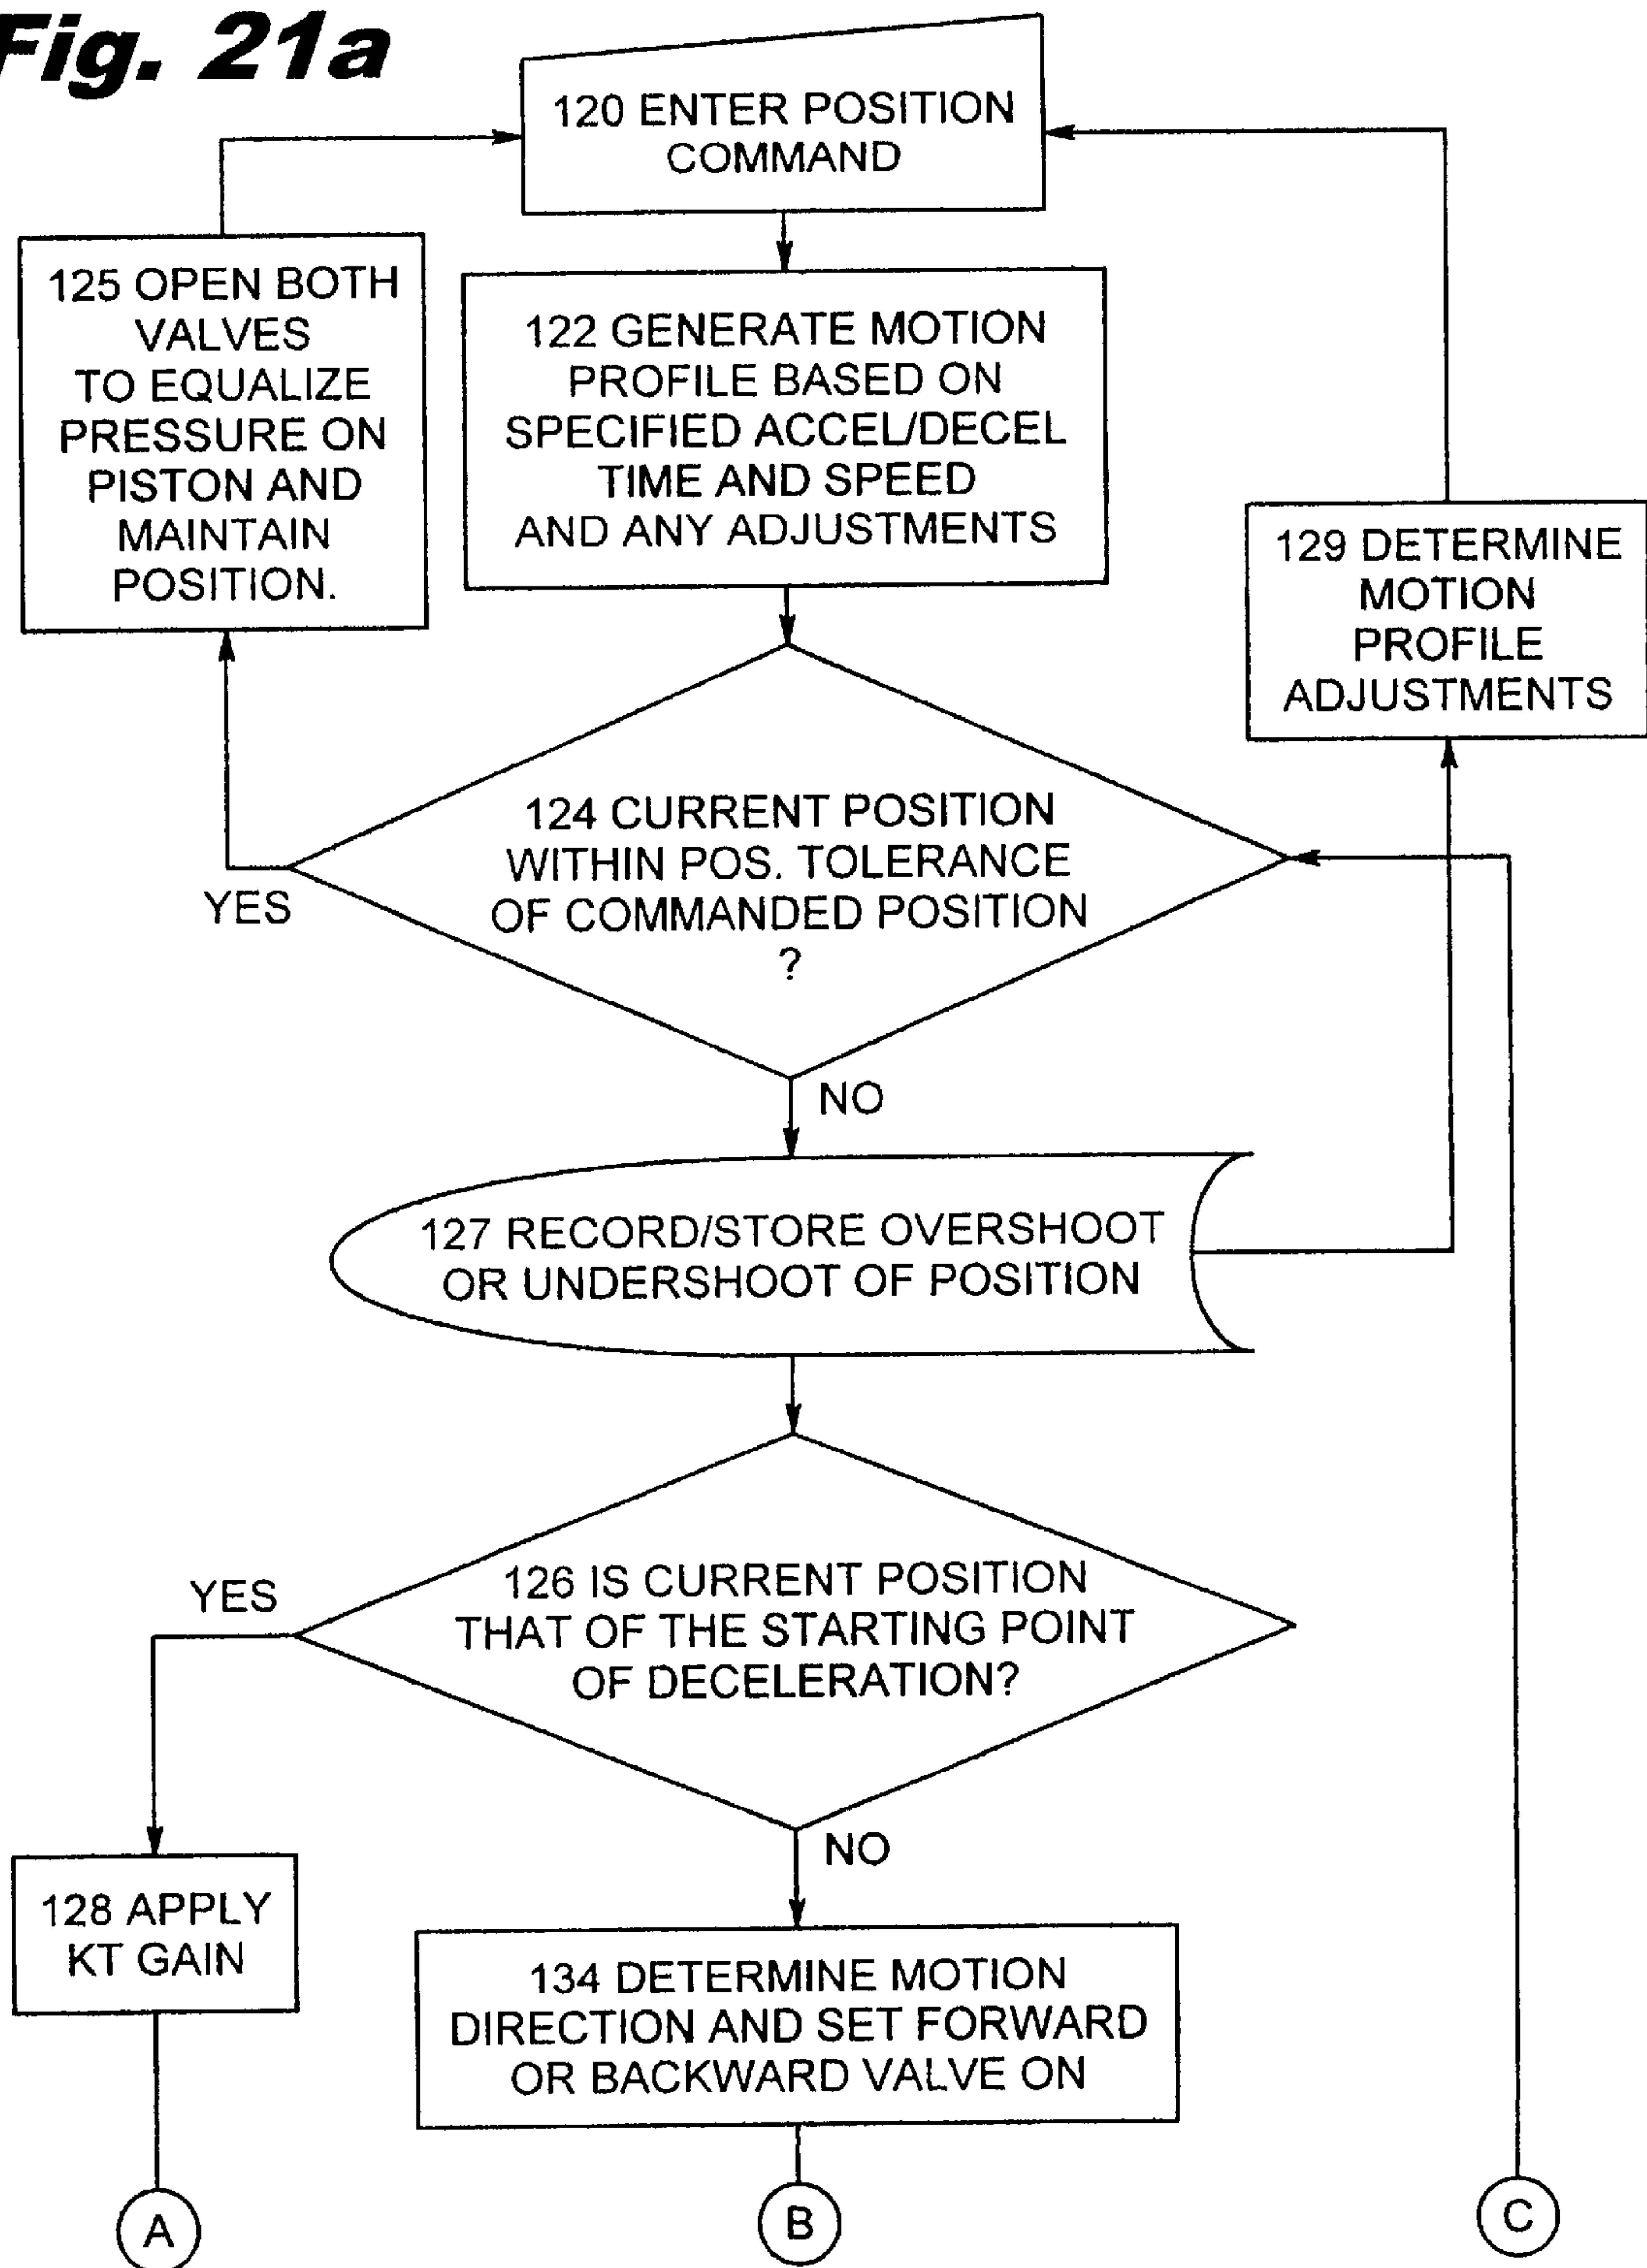 Fig. 21a
120 ENTER POSITION
COMMAND
125 OPEN BOTH
VALVES
TO EQUALIZE
PRESSURE ON
PISTON AND
MAINTAIN
POSITION.
122 GENERATE MOTION
PROFILE BASED ON
SPECIFIED ACCEL/DECEL
TIME AND SPEED
AND ANY ADJUSTMENTS
129 DETERMINE
MOTION
PROFILE
ADJUSTMENTS
124 CURRENT POSITION
WITHIN POS. TOLERANCE
OF COMMANDED POSITION
?
YES
NO
127 RECORD/STORE OVERSHOOT
OR UNDERSHOOT OF POSITION
126 IS CURRENT POSITION
THAT OF THE STARTING POINT
OF DECELERATION?
YES
NO
128 APPLY
KT GAIN
134 DETERMINE MOTION
DIRECTION AND SET FORWARD
OR BACKWARD VALVE ON
A
B
C